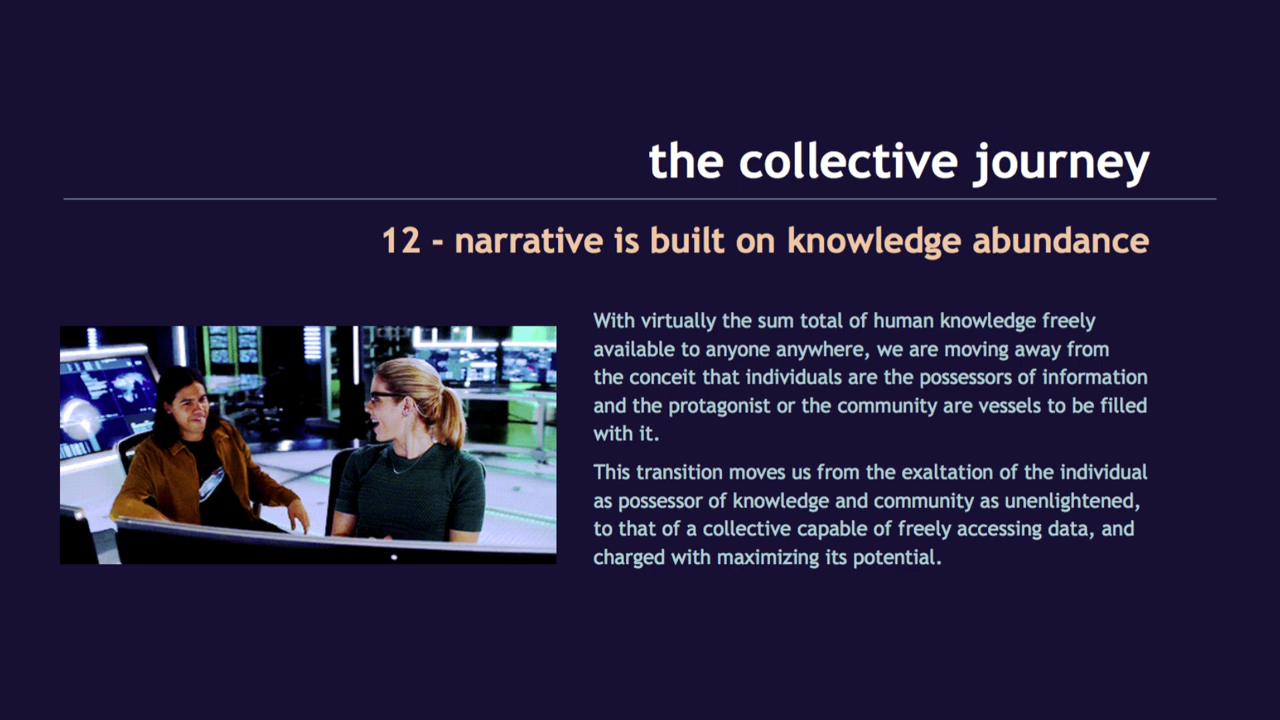 the collective journey
12 - narrative is built on knowledge abundance
With virtually the sum total of human knowledge freely
available to anyone anywhere, we are moving away from
the conceit that individuals are the possessors of information
and the protagonist or the community are vessels to be filled
with it.
This transition moves us from the exaltation of the individual
as possessor of knowledge and community as unenlightened,
to that of a collective capable of freely accessing data, and
charged with maximizing its potential.